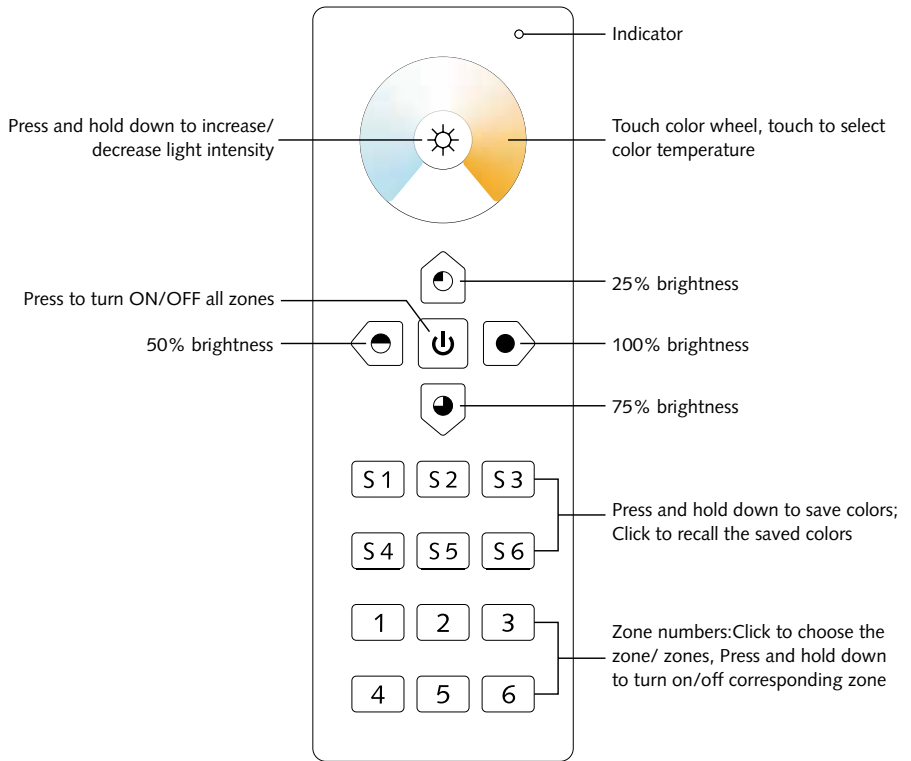 Indicator
Press and hold down to increase/
decrease light intensity
Touch color wheel, touch to select
color temperature
25% brightness
Press to turn ON/OFF all zones
50% brightness
100% brightness
75% brightness
S 1 S 2 S 3
S 4 S 5 S 6
Press and hold down to save colors;
Click to recall the saved colors
1 2 3
4 5 6
Zone numbers:Click to choose the
zone/ zones, Press and hold down
to turn on/off corresponding zone